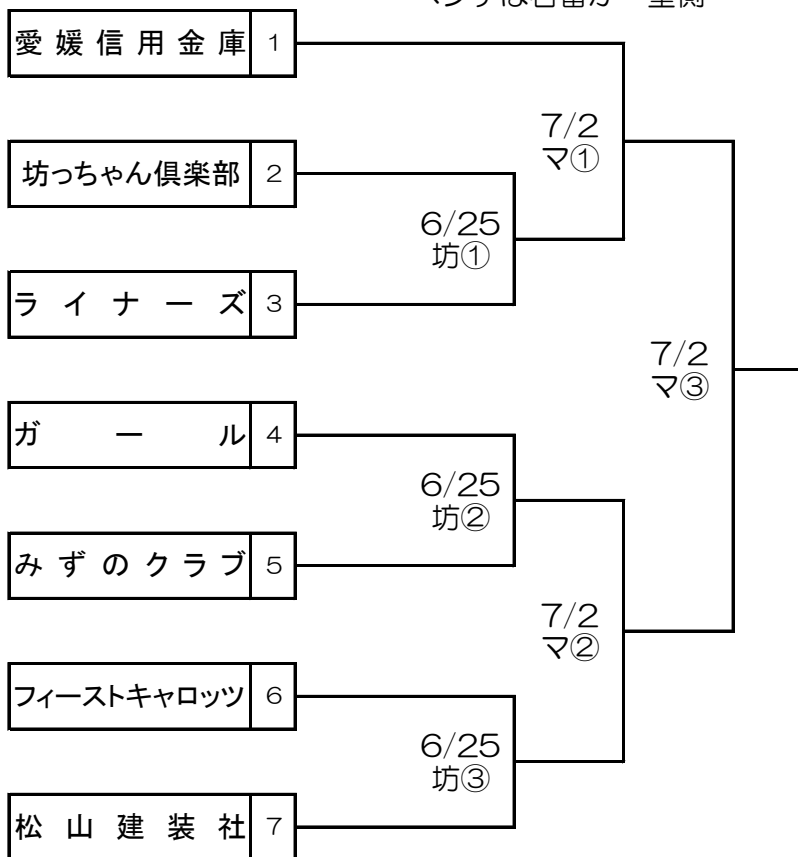 愛媛信用金庫 1
7/2
マ①
坊っちゃん倶楽部 2
6/25
坊①
ライナーズ 3
7/2
マ③
ガール 4
6/25
坊②
みずのクラブ 5
7/2
マ②
フィーストキャロッツ 6
6/25
坊③
松山建装社 7